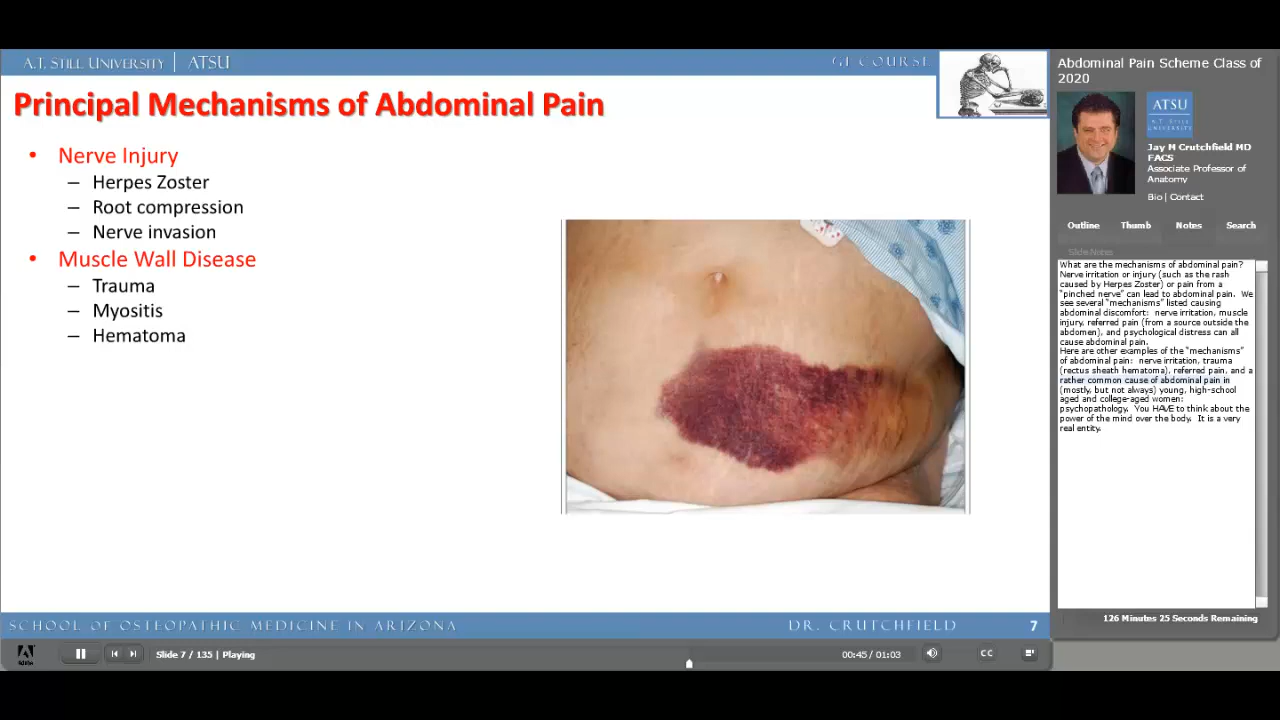 A.T. STILL UNIVERSITY | ATSU
GI COURSE
Principal Mechanisms of Abdominal Pain
• Nerve Injury
– Herpes Zoster
– Root compression
– Nerve invasion
• Muscle Wall Disease
– Trauma
– Myositis
– Hematoma
SCHOOL OF OSTEOPATHIC MEDICINE IN ARIZONA
DR. CRUTCHFIELD
7
Abdominal Pain Scheme Class of
2020
ATSU
A.T. STILL
UNIVERSITY
Jay M Crutchfield MD
FACS
Associate Professor of
Anatomy
Bio | Contact
Outline
Thumb
Notes
Search
Slide Notes
What are the mechanisms of abdominal pain?
Nerve irritation or injury (such as the rash
caused by Herpes Zoster) or pain from a
"pinched nerve" can lead to abdominal pain. We
see several "mechanisms" listed causing
abdominal discomfort: nerve irritation, muscle
injury, referred pain (from a source outside the
abdomen), and psychological distress can all
cause abdominal pain.
Here are other examples of the "mechanisms"
of abdominal pain: nerve irritation, trauma
(rectus sheath hematoma), referred pain, and a
rather common cause of abdominal pain in
(mostly, but not always) young, high-school
aged and college-aged women:
psychopathology. You HAVE to think about the
power of the mind over the body. It is a very
real entity.
126 Minutes 25 Seconds Remaining
Adobe
Slide 7 / 135 | Playing
00:45 / 01:03
CC